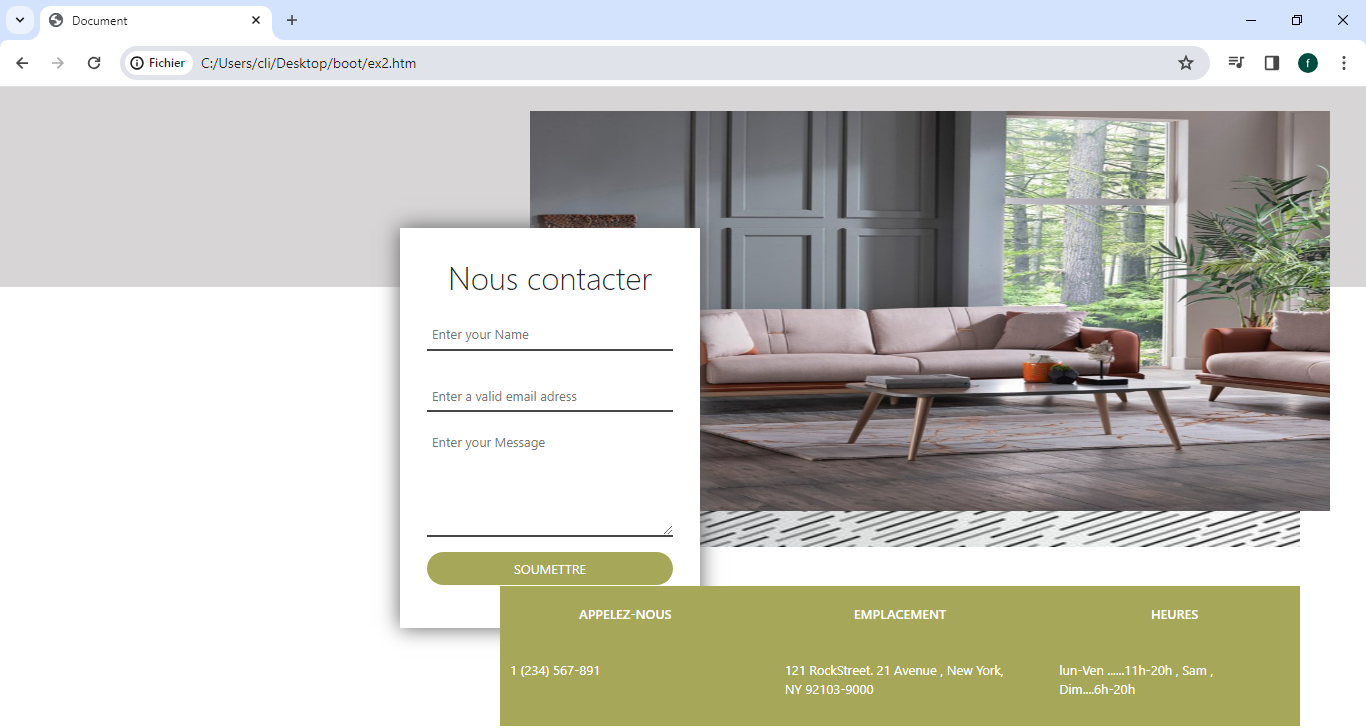 Document
Fichier
C:/Users/cli/Desktop/boot/ex2.htm
f
Nous contacter
Enter your Name
Enter a valid email adress
Enter your Message
SOUMETTRE
APPELEZ-NOUS
1 (234) 567-891
EMPLACEMENT
121 RockStreet. 21 Avenue , New York,
NY 92103-9000
HEURES
lun-Ven ......11h-20h , Sam ,
Dim....6h-20h